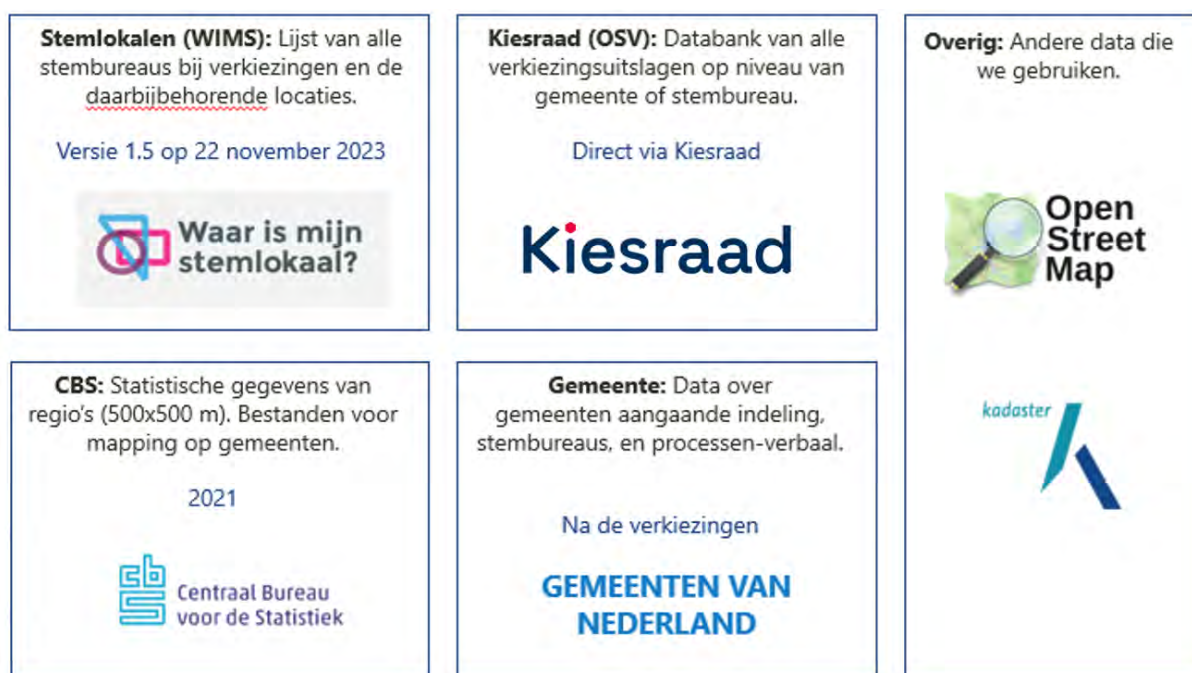 Stemlokalen (WIMS): Lijst van alle
stembureaus bij verkiezingen en de
daarbijbehorende locaties.
Versie 1.5 op 22 november 2023
Waar is mijn
stemlokaal?
Kiesraad (OSV): Databank van alle
verkiezingsuitslagen op niveau van
gemeente of stembureau.
Direct via Kiesraad
Kiesraad
Overig: Andere data die
we gebruiken.
Open
Street
Map
kadaster
CBS: Statistische gegevens van
regio's (500x500 m). Bestanden voor
mapping op gemeenten.
2021
cbs
Centraal Bureau
voor de Statistiek
Gemeente: Data over
gemeenten aangaande indeling,
stembureaus, en processen-verbaal.
Na de verkiezingen
GEMEENTEN VAN
NEDERLAND